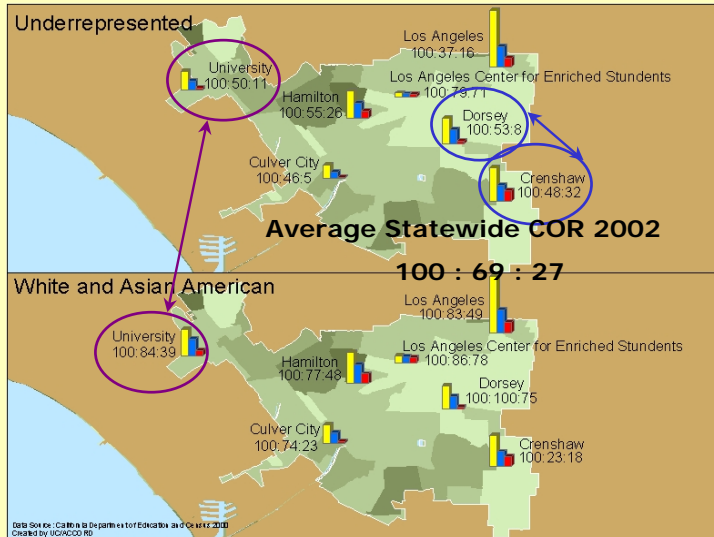 Underrepresented
Los Angeles
100:37:16
University
100:50:11
Los Angeles Center for Enriched Stundents
100:79:71
Hamilton
100:55:26
Dorsey
100:53:8
Culver City
100:46:5
Crenshaw
100:48:32
Average Statewide COR 2002
100 : 69 : 27
White and Asian American
Los Angeles
100:83:49
University
100:84:39
Los Angeles Center for Enriched Stundents
100:86:78
Hamilton
100:77:48
Dorsey
100:100:75
Culver City
100:74:23
Crenshaw
100:23:18
Data Source: California Department of Education and Census 2000
Created by UC/ACCORD